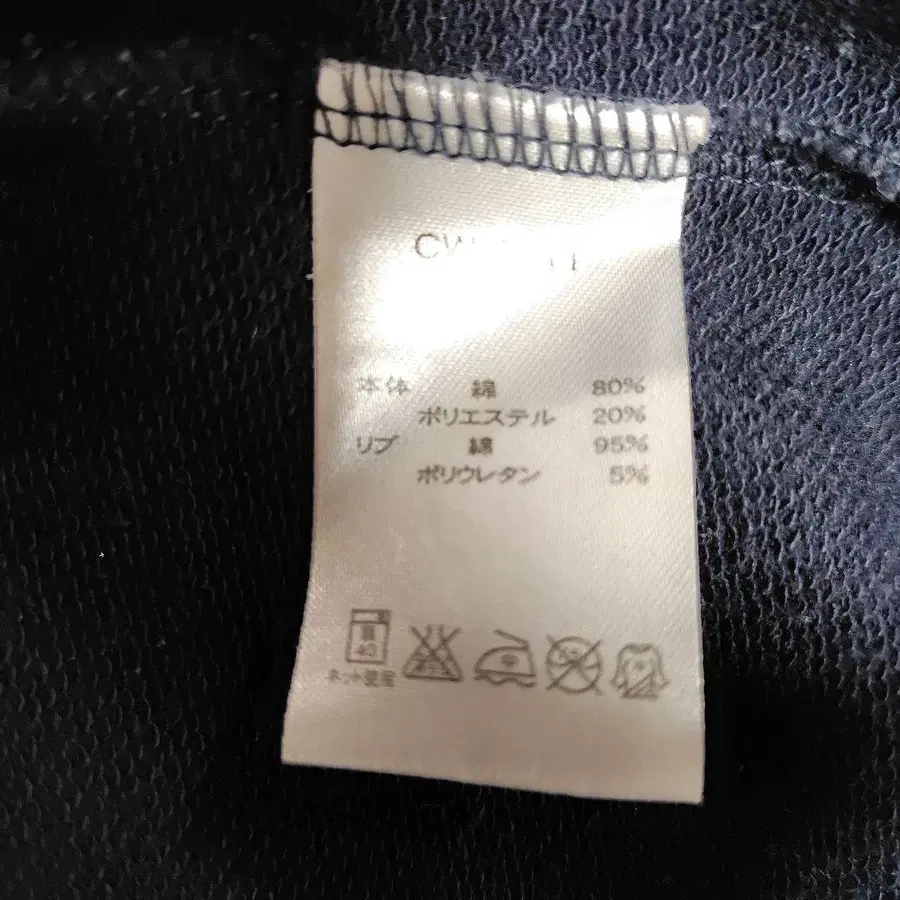 本体 綿 80%
ポリエステル 20%
リブ 綿 95%
ポリウレタン 5%
40
ネット使用